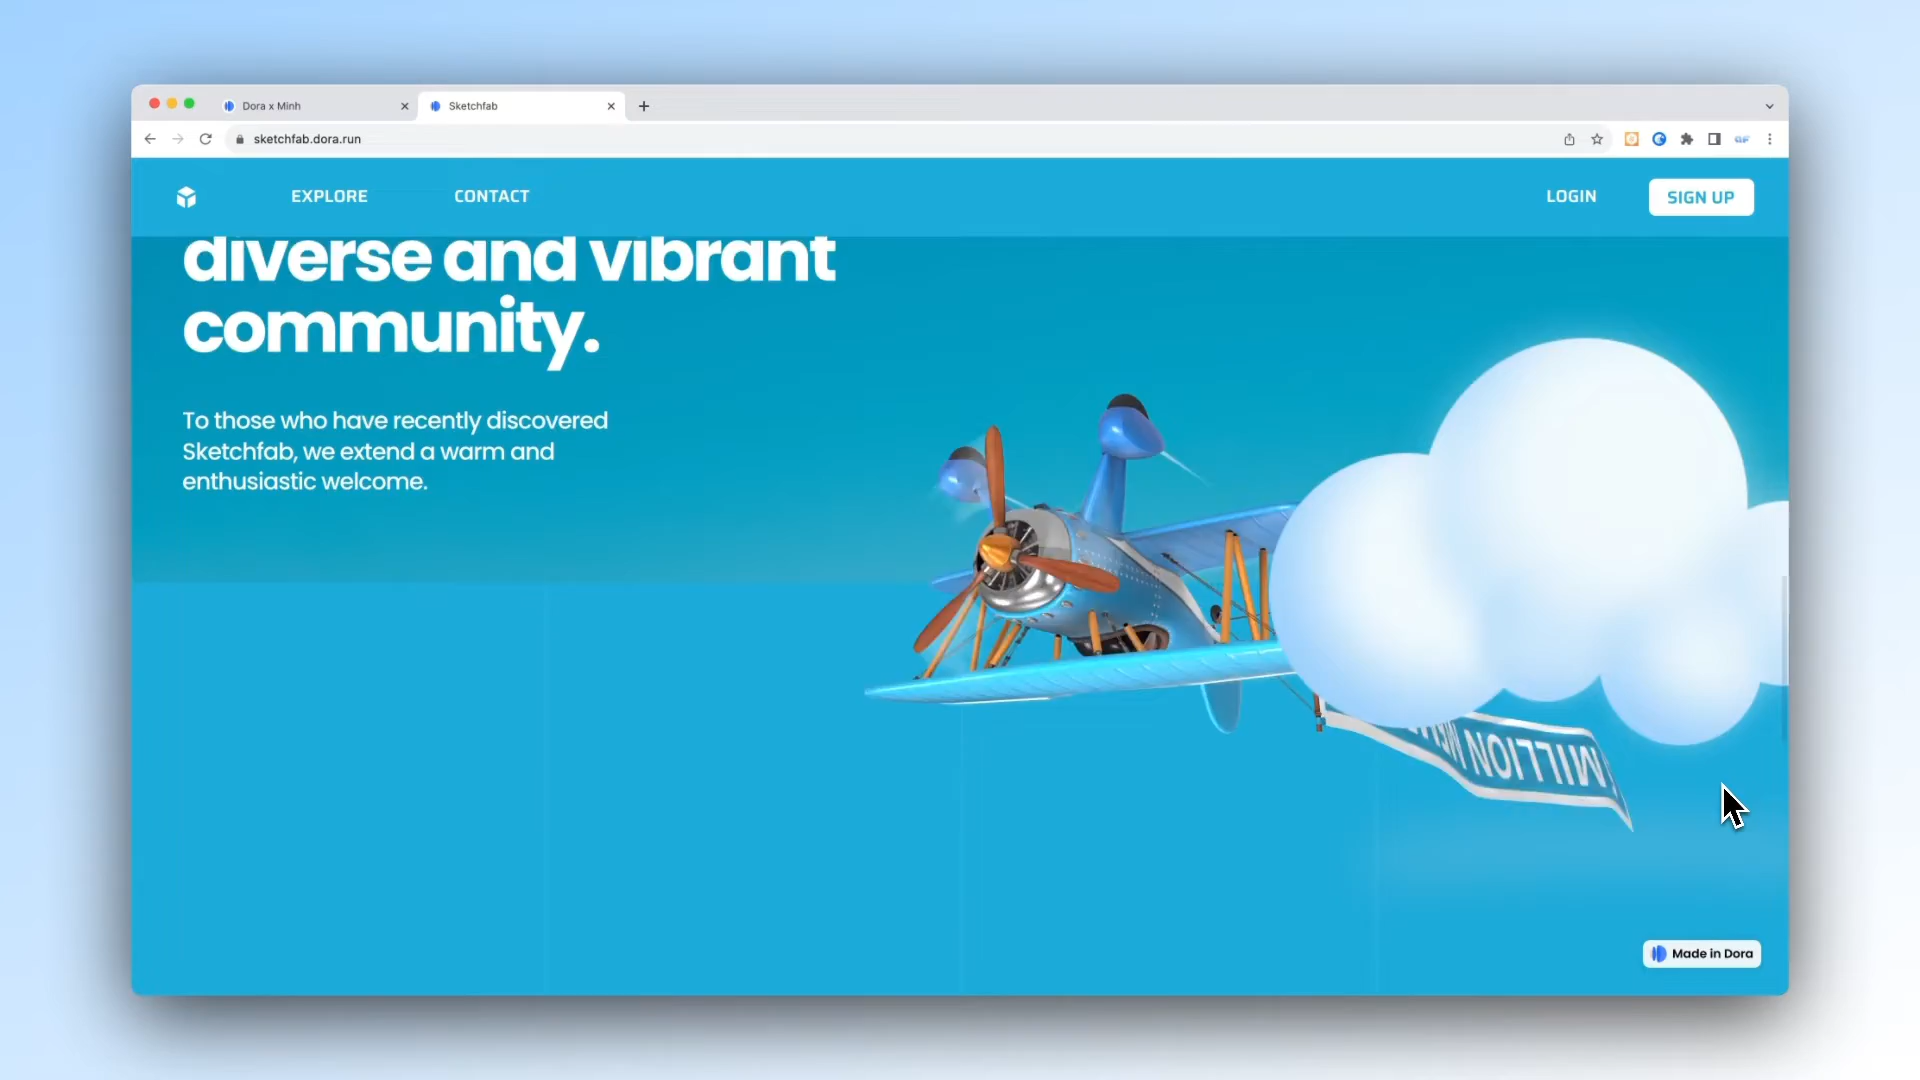 Dora x Minh
Sketchfab
sketchfab.dora.run
EXPLORE
CONTACT
LOGIN
SIGN UP
diverse and vibrant
community.
To those who have recently discovered
Sketchfab, we extend a warm and
enthusiastic welcome.
MILLION
Made in Dora